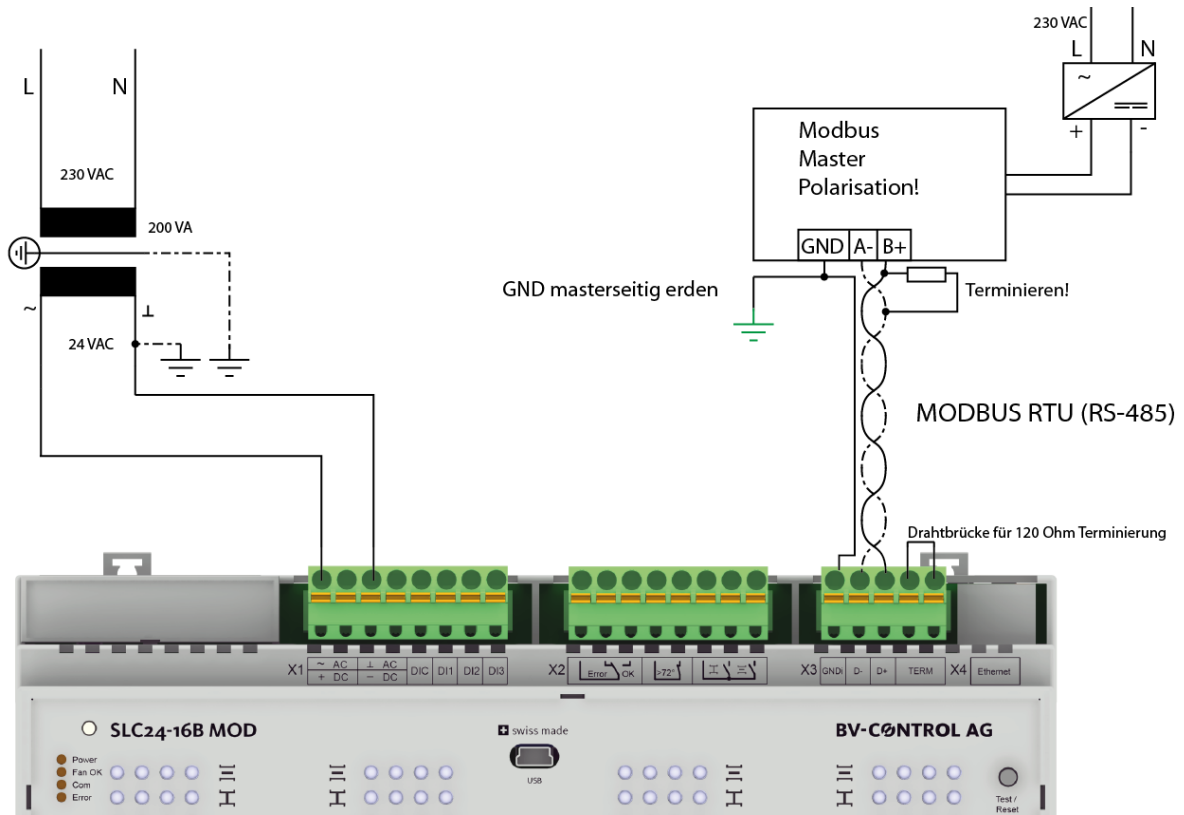 230 VAC
L N
~
+ -
L N
230 VAC
200 VA
~ ⊥
24 VAC
Modbus
Master
Polarisation!
GND A- B+
GND masterseitig erden
Terminieren!
MODBUS RTU (RS-485)
Drahtbrücke für 120 Ohm Terminierung
X1
~ AC
+ DC
⊥ AC
− DC
DIC DI1 DI2 DI3
X2
Error OK
>72°
X3 GNDi D- D+ TERM X4 Ethernet
SLC24-16B MOD
swiss made
USB
BV-CONTROL AG
Power
Fan OK
Com
Error
Test /
Reset